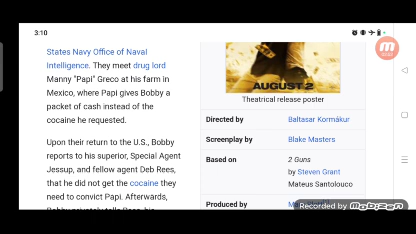 3:10
States Navy Office of Naval
Intelligence. They meet drug lord
Manny "Papi" Greco at his farm in
Mexico, where Papi gives Bobby a
packet of cash instead of the
cocaine he requested.
Upon their return to the U.S., Bobby
reports to his superior, Special Agent
Jessup, and fellow agent Deb Rees,
that he did not get the cocaine they
need to convict Papi. Afterwards,
AUGUST 2
Theatrical release poster
Directed by Baltasar Kormákur
Screenplay by Blake Masters
Based on 2 Guns
by Steven Grant
Mateus Santolouco
Produced by
Recorded by Mobizen